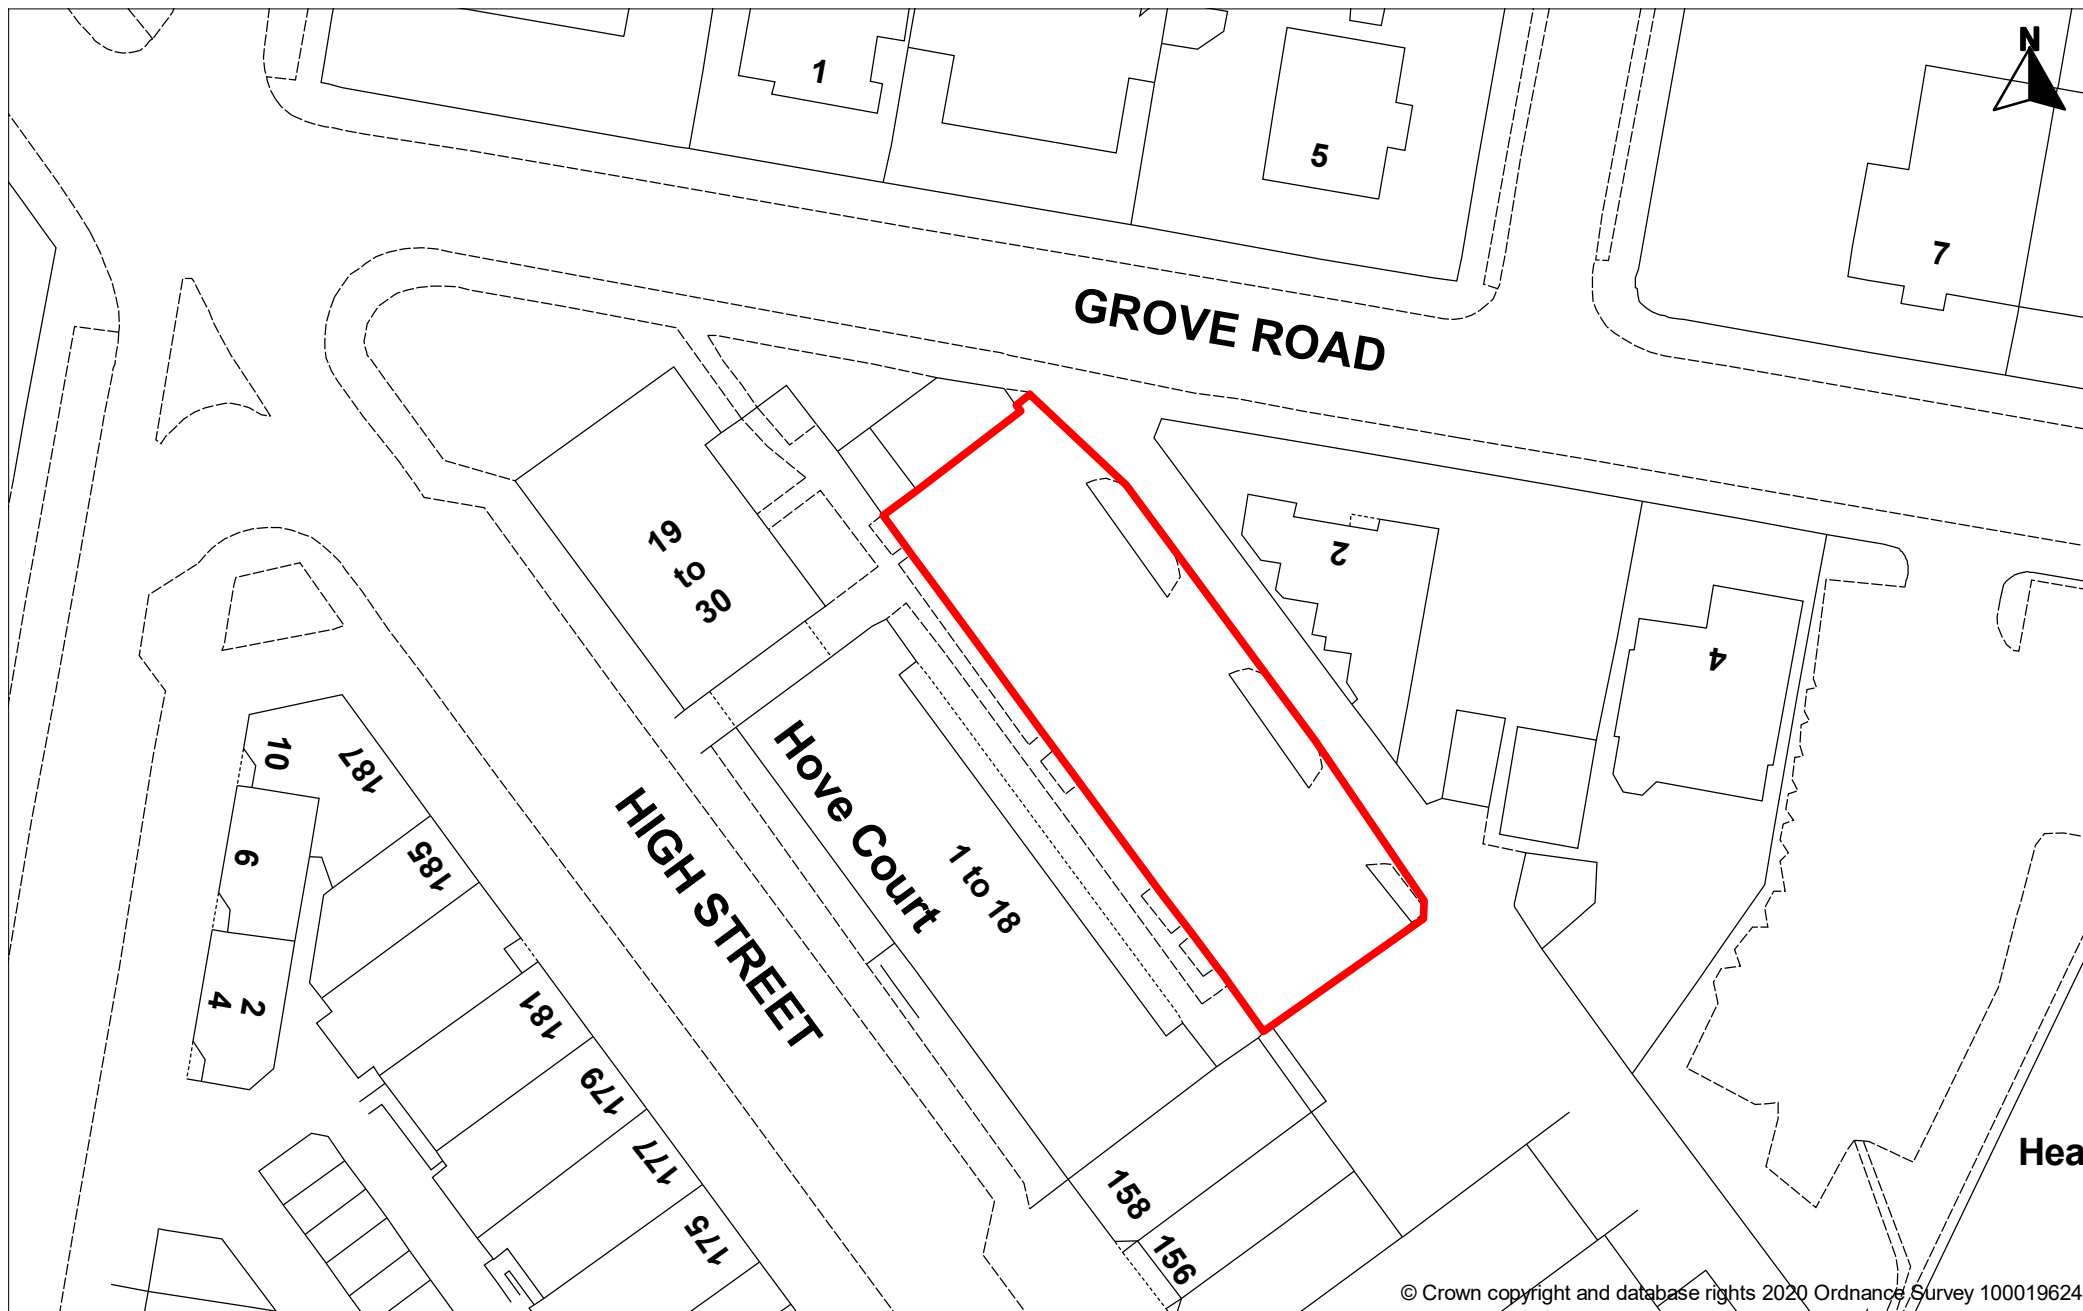 N
1
5
7
GROVE ROAD
2
4
19
to
30
Hove Court
1 to 18
HIGH STREET
10
6
2
4
187
185
181
179
177
175
158
156
Hea
© Crown copyright and database rights 2020 Ordnance Survey 100019624